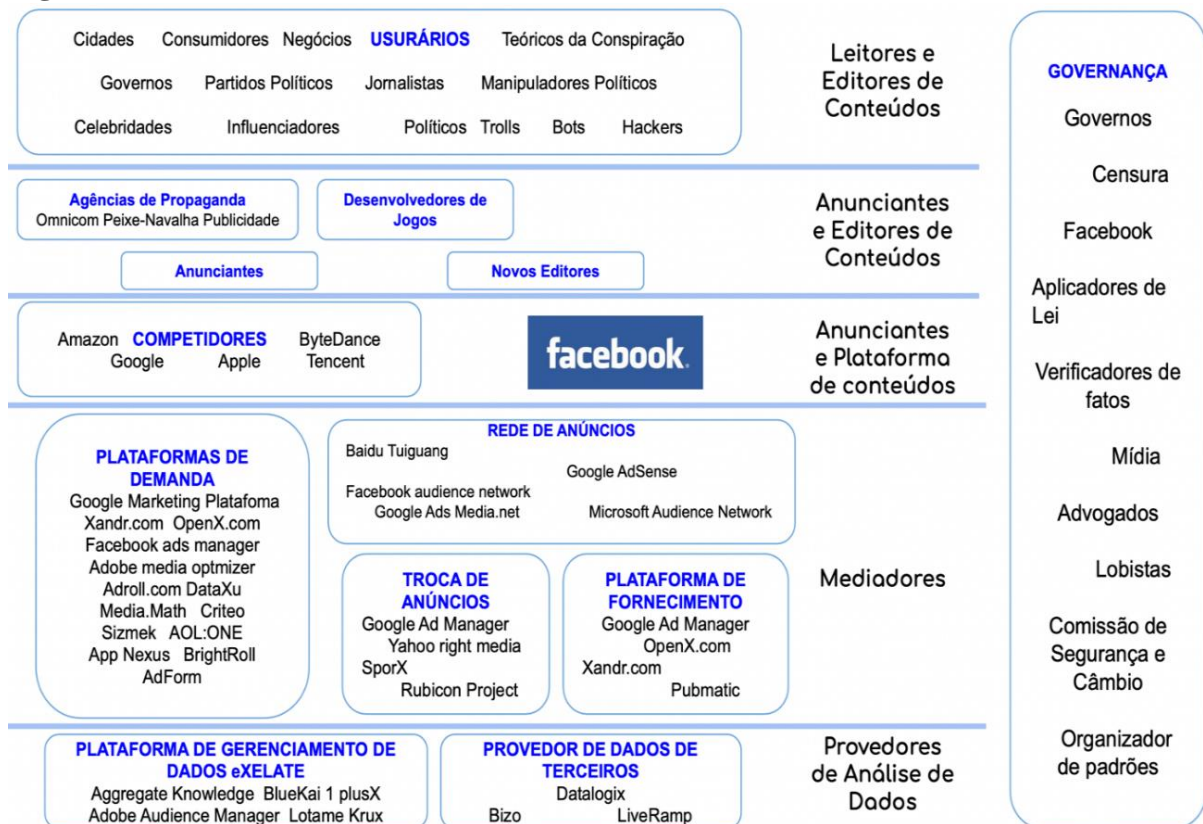 Cidades Consumidores Negócios USURÁRIOS Teóricos da Conspiração
Governos Partidos Políticos Jornalistas Manipuladores Políticos
Celebridades Influenciadores Políticos Trolls Bots Hackers
Leitores e
Editores de
Conteúdos
Agências de Propaganda
Omnicom Peixe-Navalha Publicidade
Desenvolvedores de
Jogos
Anunciantes
Novos Editores
Anunciantes
e Editores de
Conteúdos
Amazon COMPETIDORES ByteDance
Google Apple Tencent
facebook
Anunciantes
e Plataforma
de conteúdos
PLATAFORMAS DE
DEMANDA
Google Marketing Platafoma
Xandr.com OpenX.com
Facebook ads manager
Adobe media optmizer
Adroll.com DataXu
Media.Math Criteo
Sizmek AOL:ONE
App Nexus BrightRoll
AdForm
REDE DE ANÚNCIOS
Baidu Tuiguang
Google AdSense
Facebook audience network
Google Ads Media.net Microsoft Audience Network
TROCA DE
ANÚNCIOS
Google Ad Manager
Yahoo right media
SporX
Rubicon Project
PLATAFORMA DE
FORNECIMENTO
Google Ad Manager
OpenX.com
Xandr.com
Pubmatic
Mediadores
PLATAFORMA DE GERENCIAMENTO DE
DADOS eXELATE
Aggregate Knowledge BlueKai 1 plusX
Adobe Audience Manager Lotame Krux
PROVEDOR DE DADOS DE
TERCEIROS
Datalogix
Bizo LiveRamp
Provedores
de Análise de
Dados
GOVERNANÇA
Governos
Censura
Facebook
Aplicadores de
Lei
Verificadores de
fatos
Mídia
Advogados
Lobistas
Comissão de
Segurança e
Câmbio
Organizador
de padrões